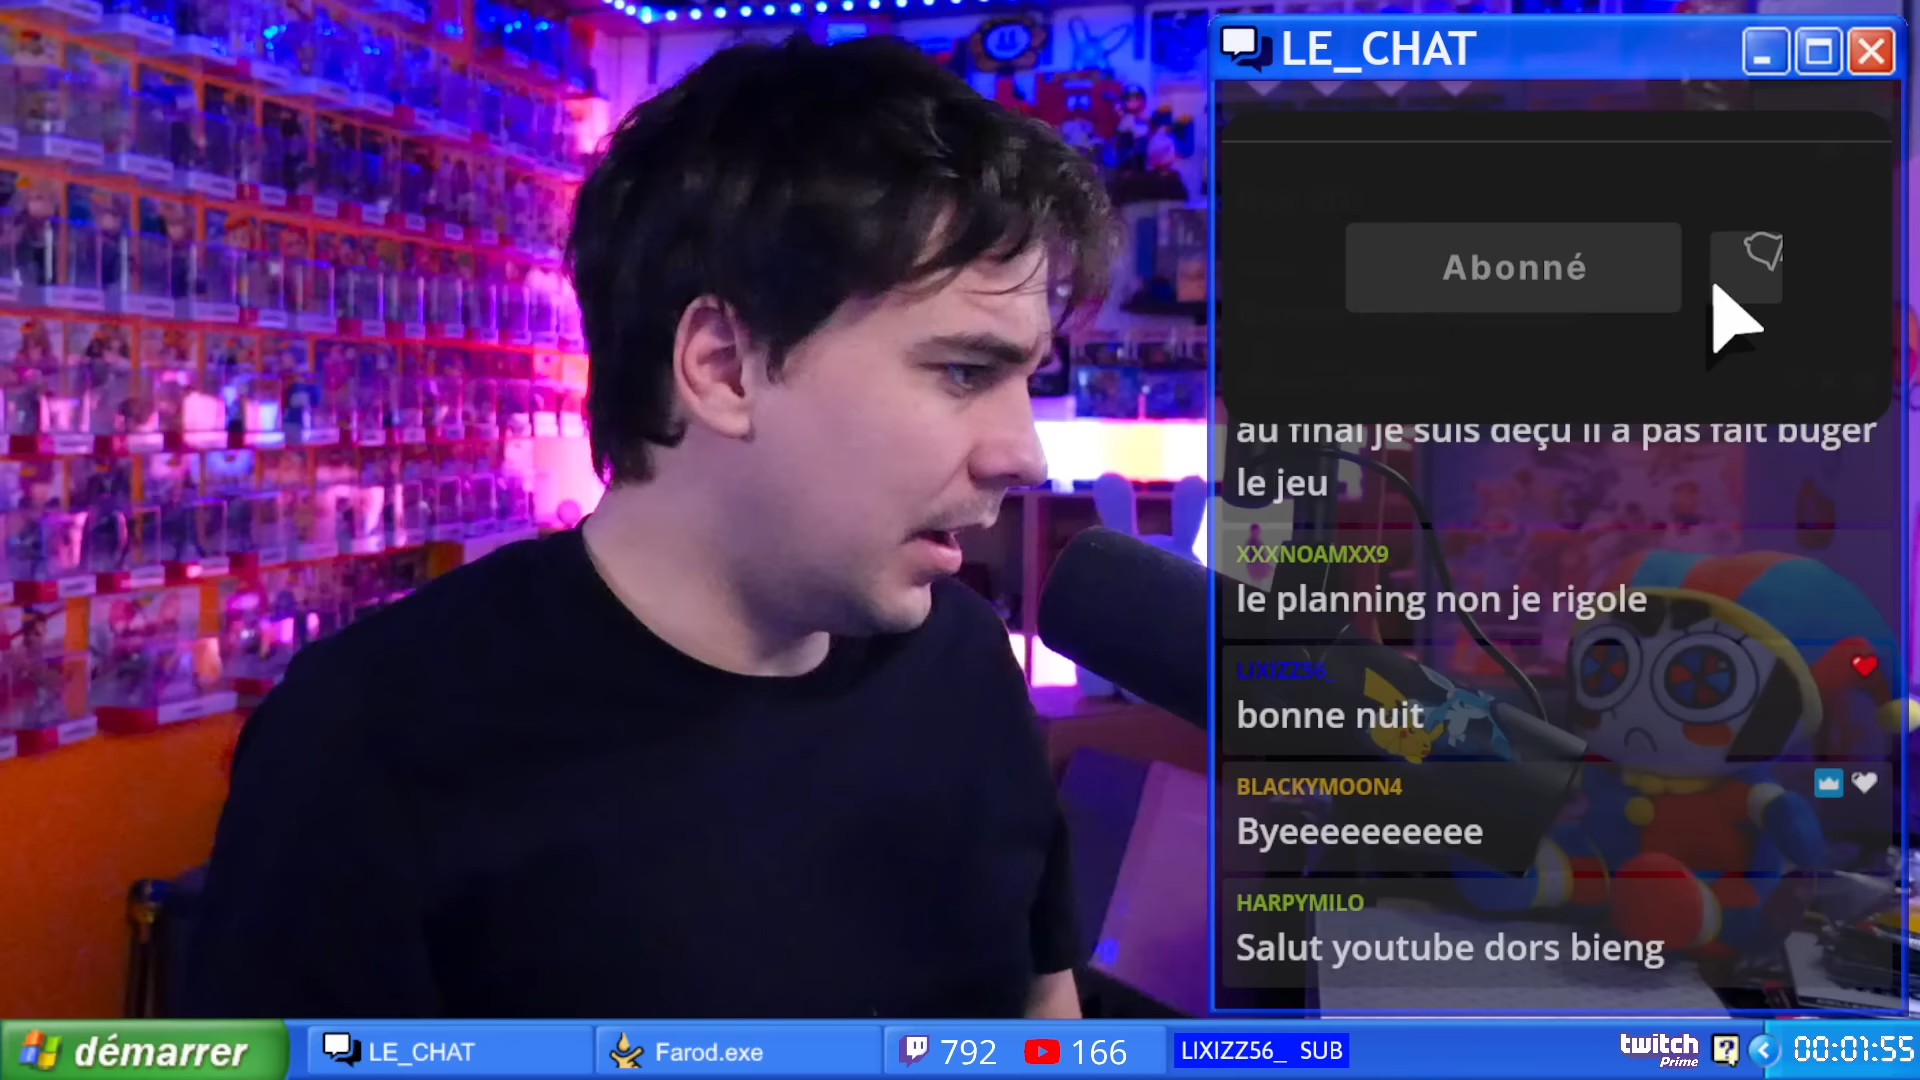 LE_CHAT
Abonné
au final je suis déçu il a pas fait buger
le jeu
XXXNOAMXX9
le planning non je rigole
LIXIZZ56_
bonne nuit
BLACKYMOON4
Byeeeeeeeeee
HARPYMILO
Salut youtube dors bieng
démarrer
LE_CHAT
Farod.exe
792
166
LIXIZZ56_ SUB
twitch
Prime
00:01:55